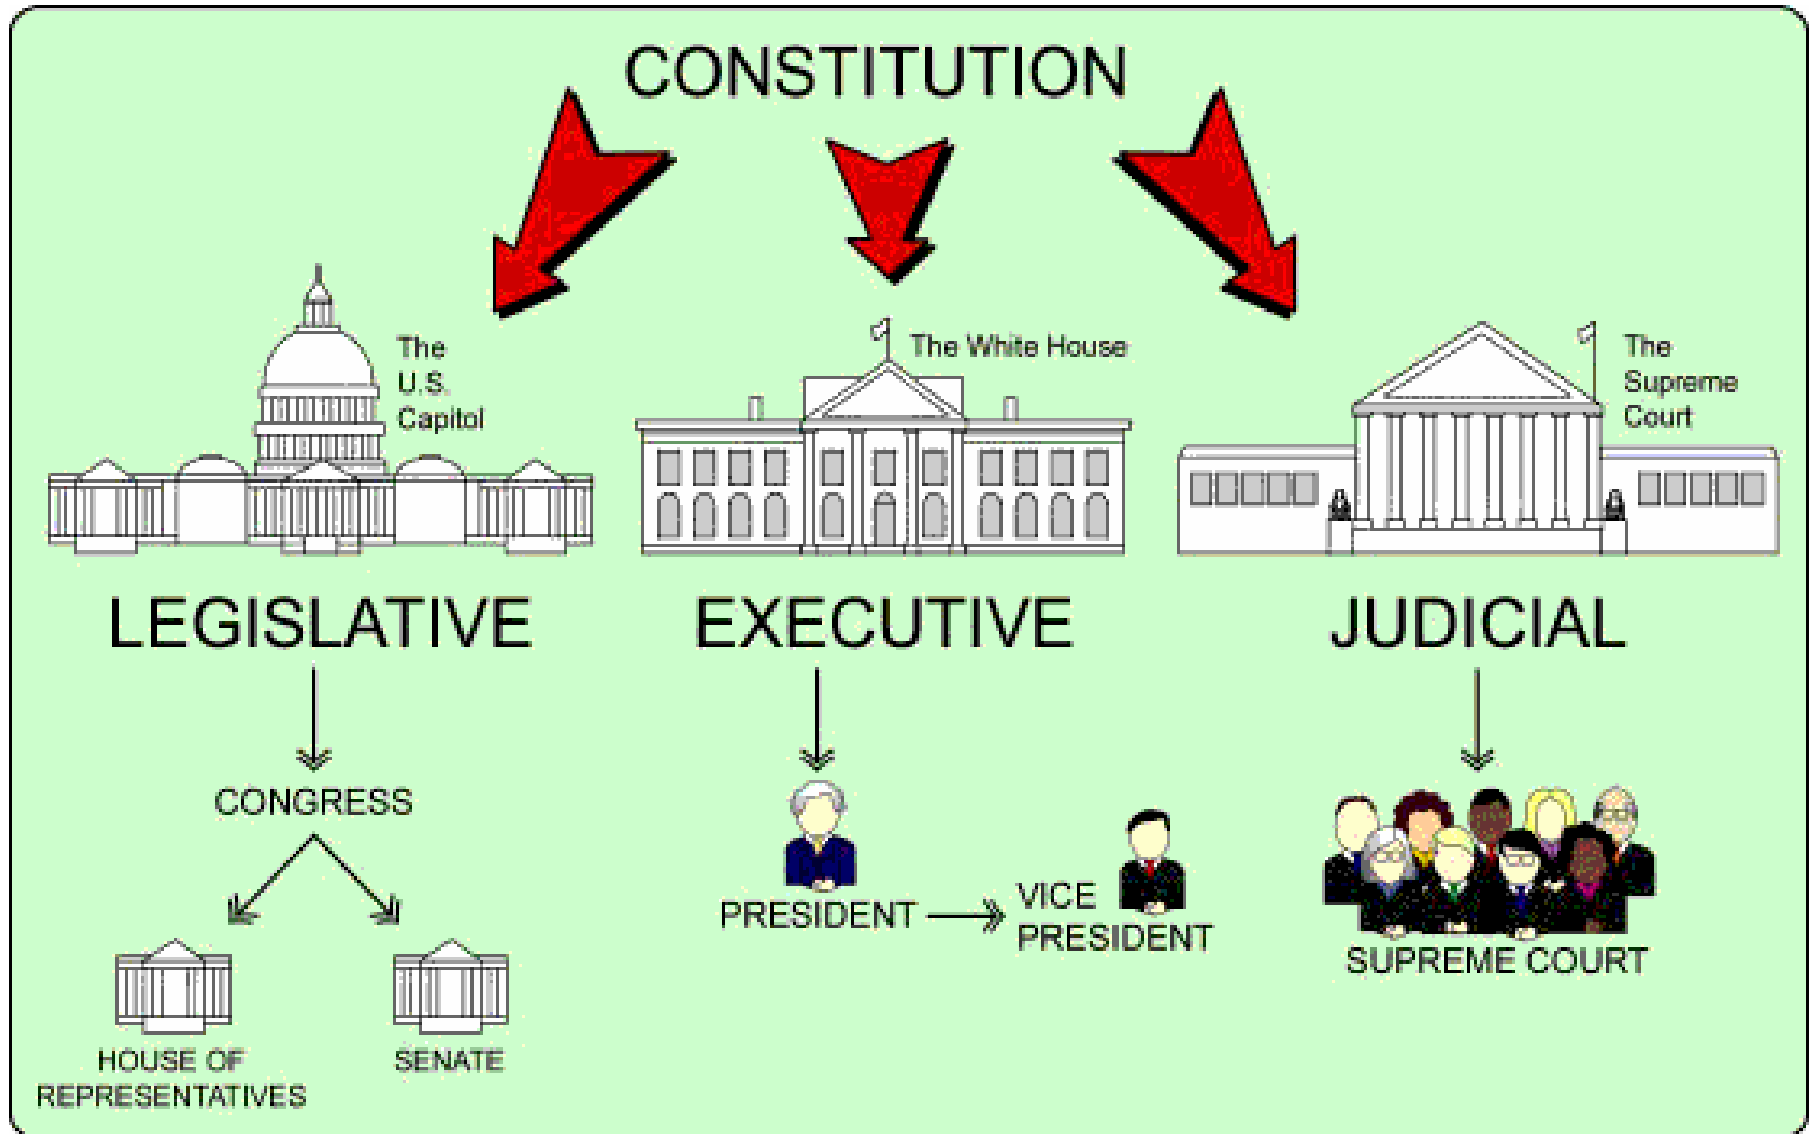 CONSTITUTION
The
U.S.
Capitol
The White House
The
Supreme
Court
LEGISLATIVE
EXECUTIVE
JUDICIAL
CONGRESS
PRESIDENT
VICE
PRESIDENT
SUPREME COURT
HOUSE OF
REPRESENTATIVES
SENATE